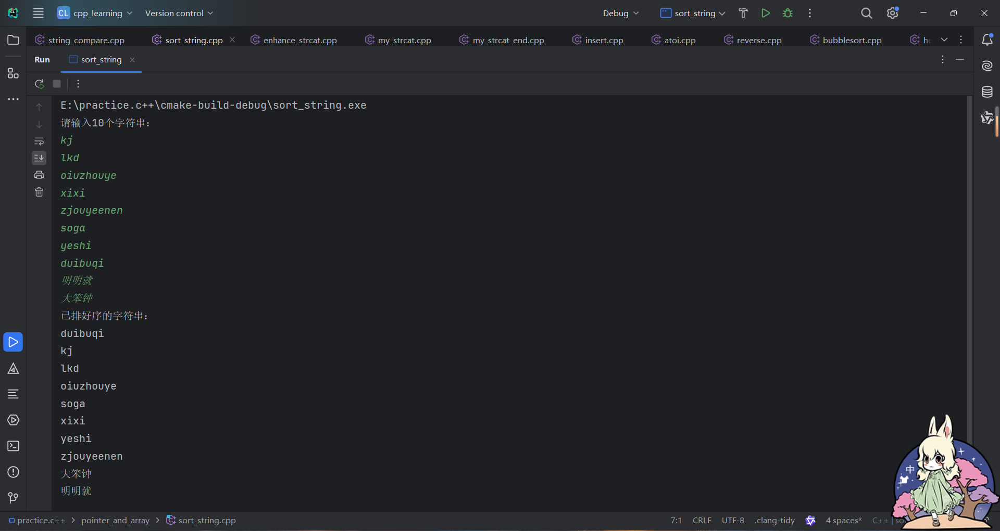 CL cpp_learning Version control Debug sort_string
string_compare.cpp sort_string.cpp enhance_strcat.cpp my_strcat.cpp my_strcat_end.cpp insert.cpp atoi.cpp reverse.cpp bubblesort.cpp
Run sort_string
E:\practice.c++\cmake-build-debug\sort_string.exe
请输入10个字符串：
kj
lkd
oiuzhouye
xixi
zjouyeenen
soga
yeshi
duibuqi
明明就
大笨钟
已排好序的字符串：
duibuqi
kj
lkd
oiuzhouye
soga
xixi
yeshi
zjouyeenen
大笨钟
明明就
中
practice.c++ pointer_and_array sort_string.cpp 7:1 CRLF UTF-8 .clang-tidy 4 spaces* C++